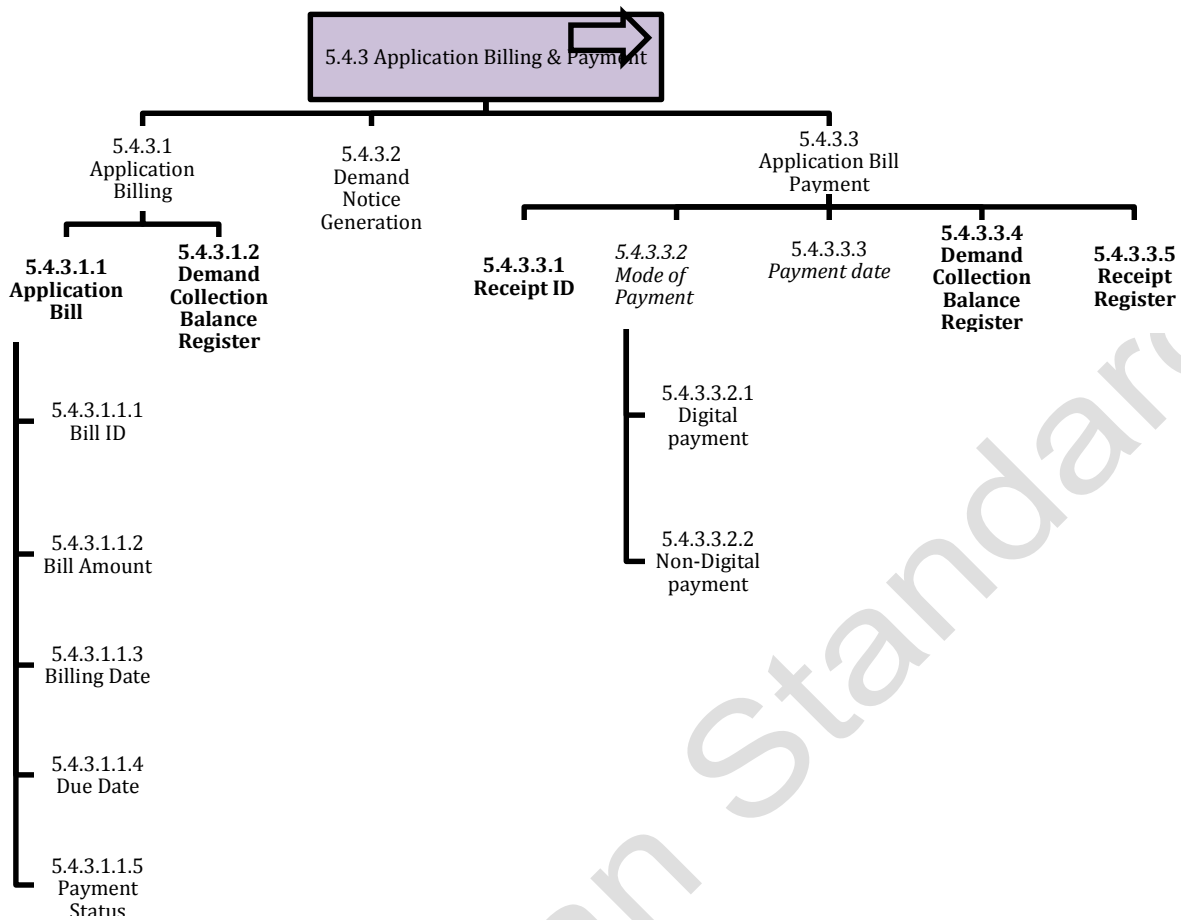 5.4.3 Application Billing & Payment
5.4.3.1
Application
Billing
5.4.3.2
Demand
Notice
Generation
5.4.3.3
Application Bill
Payment
5.4.3.1.1
Application
Bill
5.4.3.1.2
Demand
Collection
Balance
Register
5.4.3.3.1
Receipt ID
5.4.3.3.2
Mode of
Payment
5.4.3.3.3
Payment date
5.4.3.3.4
Demand
Collection
Balance
Register
5.4.3.3.5
Receipt
Register
5.4.3.1.1.1
Bill ID
5.4.3.1.1.2
Bill Amount
5.4.3.1.1.3
Billing Date
5.4.3.1.1.4
Due Date
5.4.3.1.1.5
Payment
Status
5.4.3.3.2.1
Digital
payment
5.4.3.3.2.2
Non-Digital
payment
an Standar